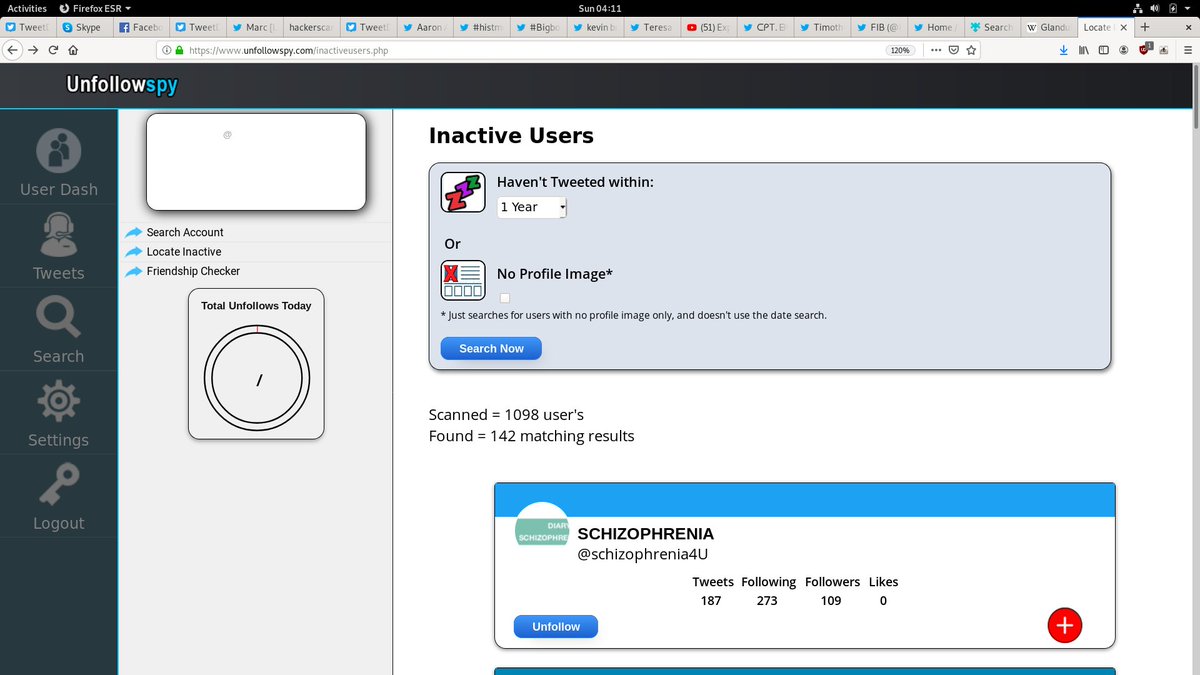 Activities Firefox ESR Sun 04:11
Tweet Skype Faceb Tweet Marc [ hackerscar Tweet Aaron #histm #Bigbo kevin b Teresa (51) Exp CPT. Timoth FIB (@ Home Search Glandu Locate
https://www.unfollowspy.com/inactiveusers.php 120%
Unfollowspy
User Dash
Tweets
Search
Settings
Logout
@
Search Account
Locate Inactive
Friendship Checker
Total Unfollows Today
/
Inactive Users
Haven't Tweeted within:
1 Year
Or
No Profile Image*
* Just searches for users with no profile image only, and doesn't use the date search.
Search Now
Scanned = 1098 user's
Found = 142 matching results
DIARY
SCHIZOPHRE
SCHIZOPHRENIA
@schizophrenia4U
Tweets Following Followers Likes
187 273 109 0
Unfollow